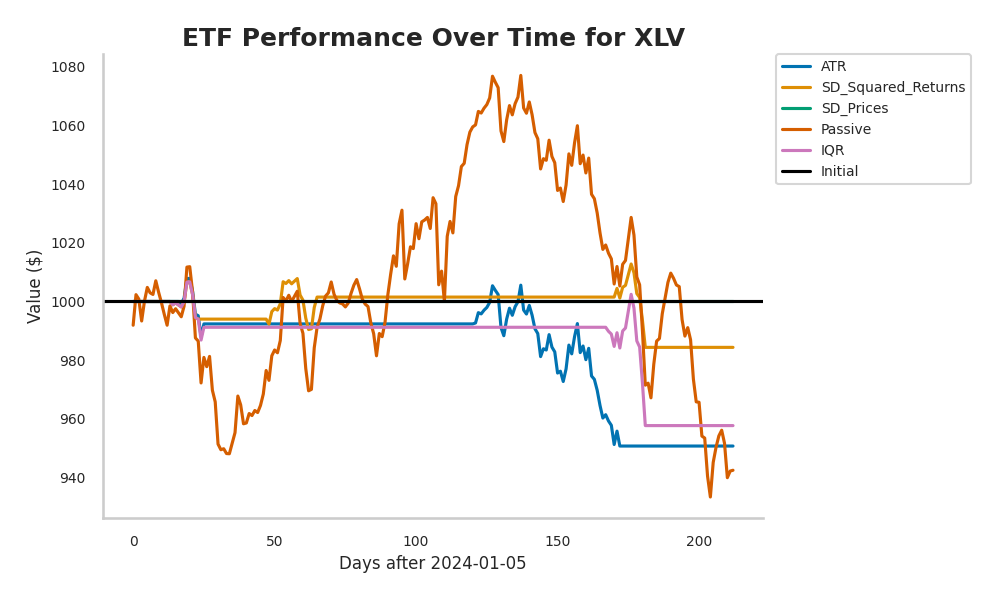 ETF Performance Over Time for XLV
1080
1060
1040
1020
1000
980
960
940
Value ($)
0
50
100
150
200
Days after 2024-01-05
ATR
SD_Squared_Returns
SD_Prices
Passive
IQR
Initial